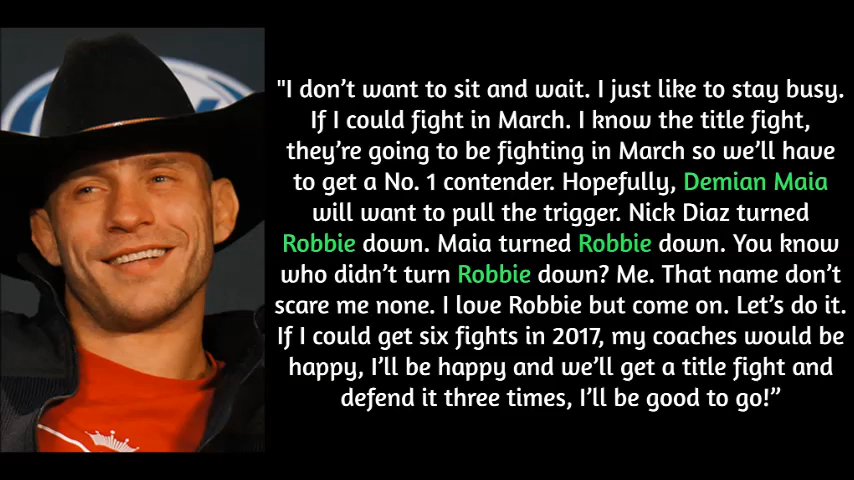 "I don’t want to sit and wait. I just like to stay busy.
If I could fight in March. I know the title fight,
they’re going to be fighting in March so we’ll have
to get a No. 1 contender. Hopefully, Demian Maia
will want to pull the trigger. Nick Diaz turned
Robbie down. Maia turned Robbie down. You know
who didn’t turn Robbie down? Me. That name don’t
scare me none. I love Robbie but come on. Let’s do it.
If I could get six fights in 2017, my coaches would be
happy, I’ll be happy and we’ll get a title fight and
defend it three times, I’ll be good to go!”